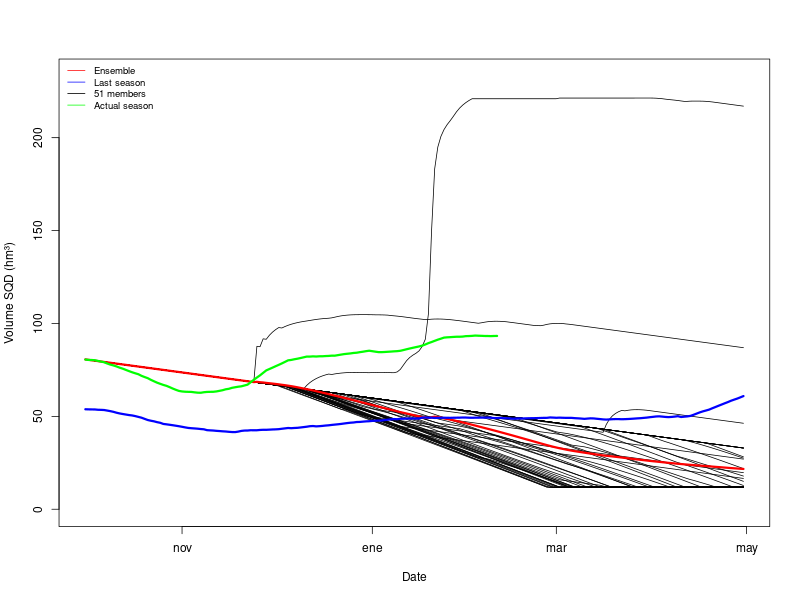 Ensemble
Last season
51 members
Actual season
Volume SQD (hm³)
200
150
100
50
0
nov
ene
mar
may
Date